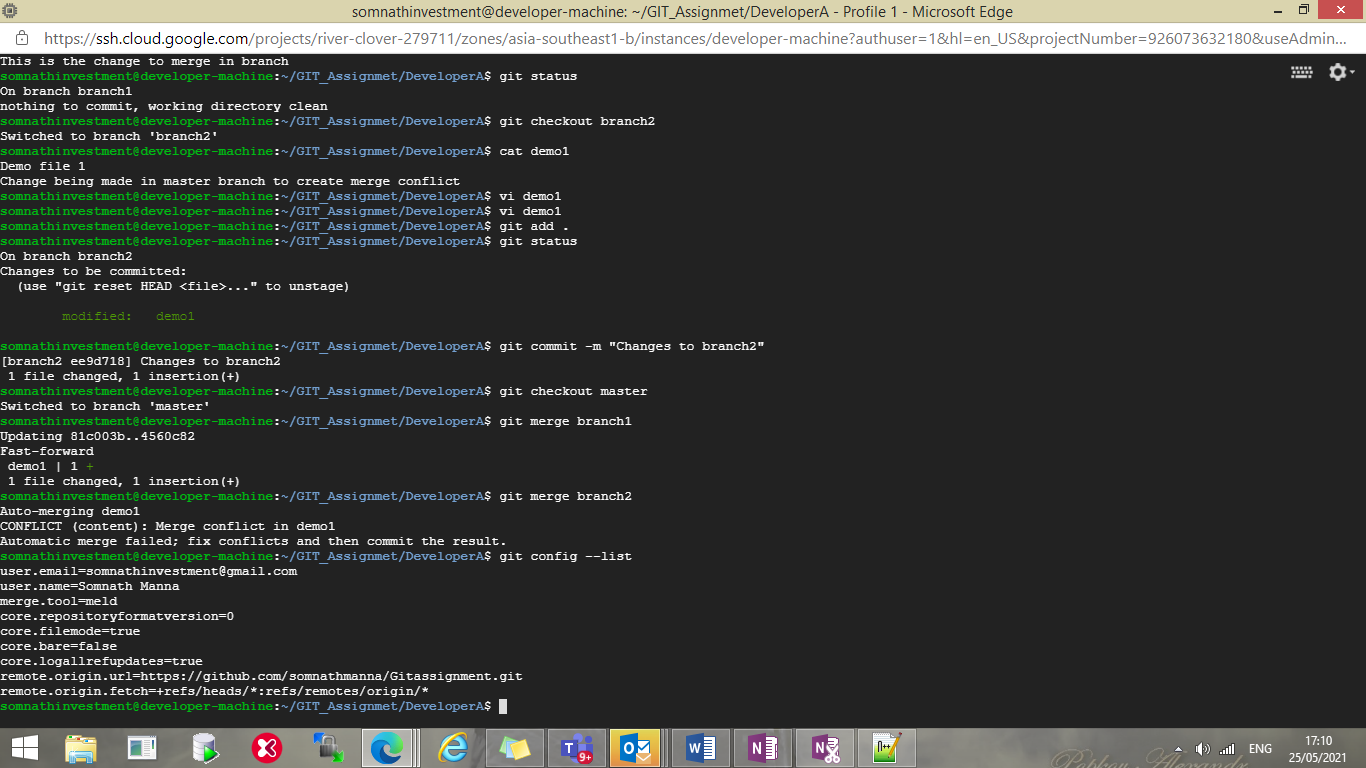 somnathinvestment@developer-machine: ~/GIT_Assignmet/DeveloperA - Profile 1 - Microsoft Edge
https://ssh.cloud.google.com/projects/river-clover-279711/zones/asia-southeast1-b/instances/developer-machine?authuser=1&hl=en_US&projectNumber=926073632180&useAdmin...
This is the change to merge in branch
somnathinvestment@developer-machine:~/GIT_Assignmet/DeveloperA$ git status
On branch branch1
nothing to commit, working directory clean
somnathinvestment@developer-machine:~/GIT_Assignmet/DeveloperA$ git checkout branch2
Switched to branch 'branch2'
somnathinvestment@developer-machine:~/GIT_Assignmet/DeveloperA$ cat demo1
Demo file 1
Change being made in master branch to create merge conflict
somnathinvestment@developer-machine:~/GIT_Assignmet/DeveloperA$ vi demo1
somnathinvestment@developer-machine:~/GIT_Assignmet/DeveloperA$ vi demo1
somnathinvestment@developer-machine:~/GIT_Assignmet/DeveloperA$ git add .
somnathinvestment@developer-machine:~/GIT_Assignmet/DeveloperA$ git status
On branch branch2
Changes to be committed:
  (use "git reset HEAD <file>..." to unstage)
        modified:   demo1
somnathinvestment@developer-machine:~/GIT_Assignmet/DeveloperA$ git commit -m "Changes to branch2"
[branch2 ee9d718] Changes to branch2
 1 file changed, 1 insertion(+)
somnathinvestment@developer-machine:~/GIT_Assignmet/DeveloperA$ git checkout master
Switched to branch 'master'
somnathinvestment@developer-machine:~/GIT_Assignmet/DeveloperA$ git merge branch1
Updating 81c003b..4560c82
Fast-forward
 demo1 | 1 +
 1 file changed, 1 insertion(+)
somnathinvestment@developer-machine:~/GIT_Assignmet/DeveloperA$ git merge branch2
Auto-merging demo1
CONFLICT (content): Merge conflict in demo1
Automatic merge failed; fix conflicts and then commit the result.
somnathinvestment@developer-machine:~/GIT_Assignmet/DeveloperA$ git config --list
user.email=somnathinvestment@gmail.com
user.name=Somnath Manna
merge.tool=meld
core.repositoryformatversion=0
core.filemode=true
core.bare=false
core.logallrefupdates=true
remote.origin.url=https://github.com/somnathmanna/Gitassignment.git
remote.origin.fetch=+refs/heads/*:refs/remotes/origin/*
somnathinvestment@developer-machine:~/GIT_Assignmet/DeveloperA$
9+
ENG
17:10
25/05/2021